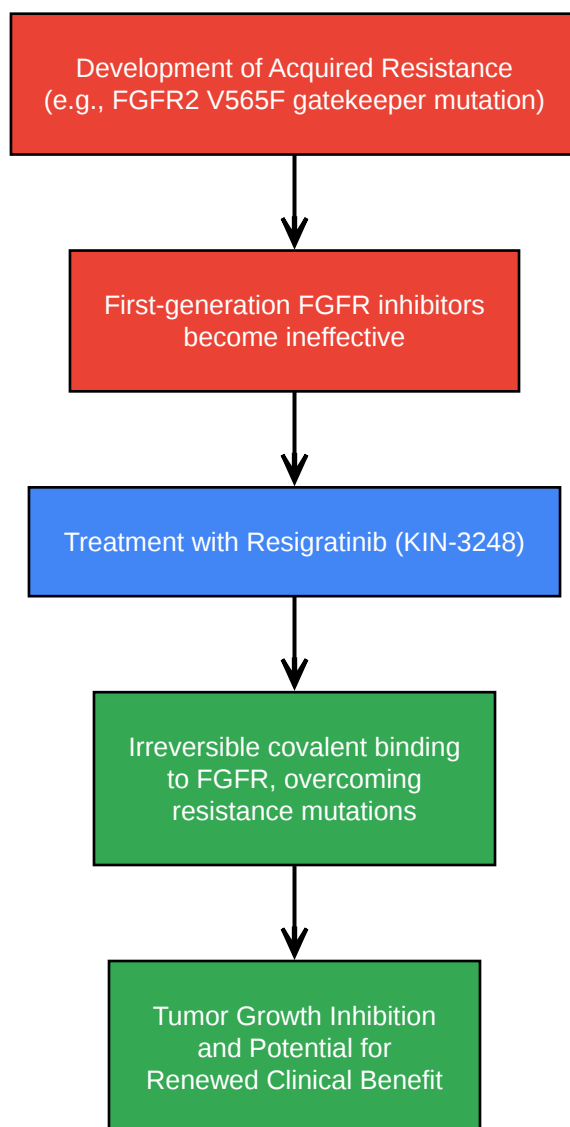 Development of Acquired Resistance
(e.g., FGFR2 V565F gatekeeper mutation)
First-generation FGFR inhibitors
become ineffective
Treatment with Resigratinib (KIN-3248)
Irreversible covalent binding
to FGFR, overcoming
resistance mutations
Tumor Growth Inhibition
and Potential for
Renewed Clinical Benefit